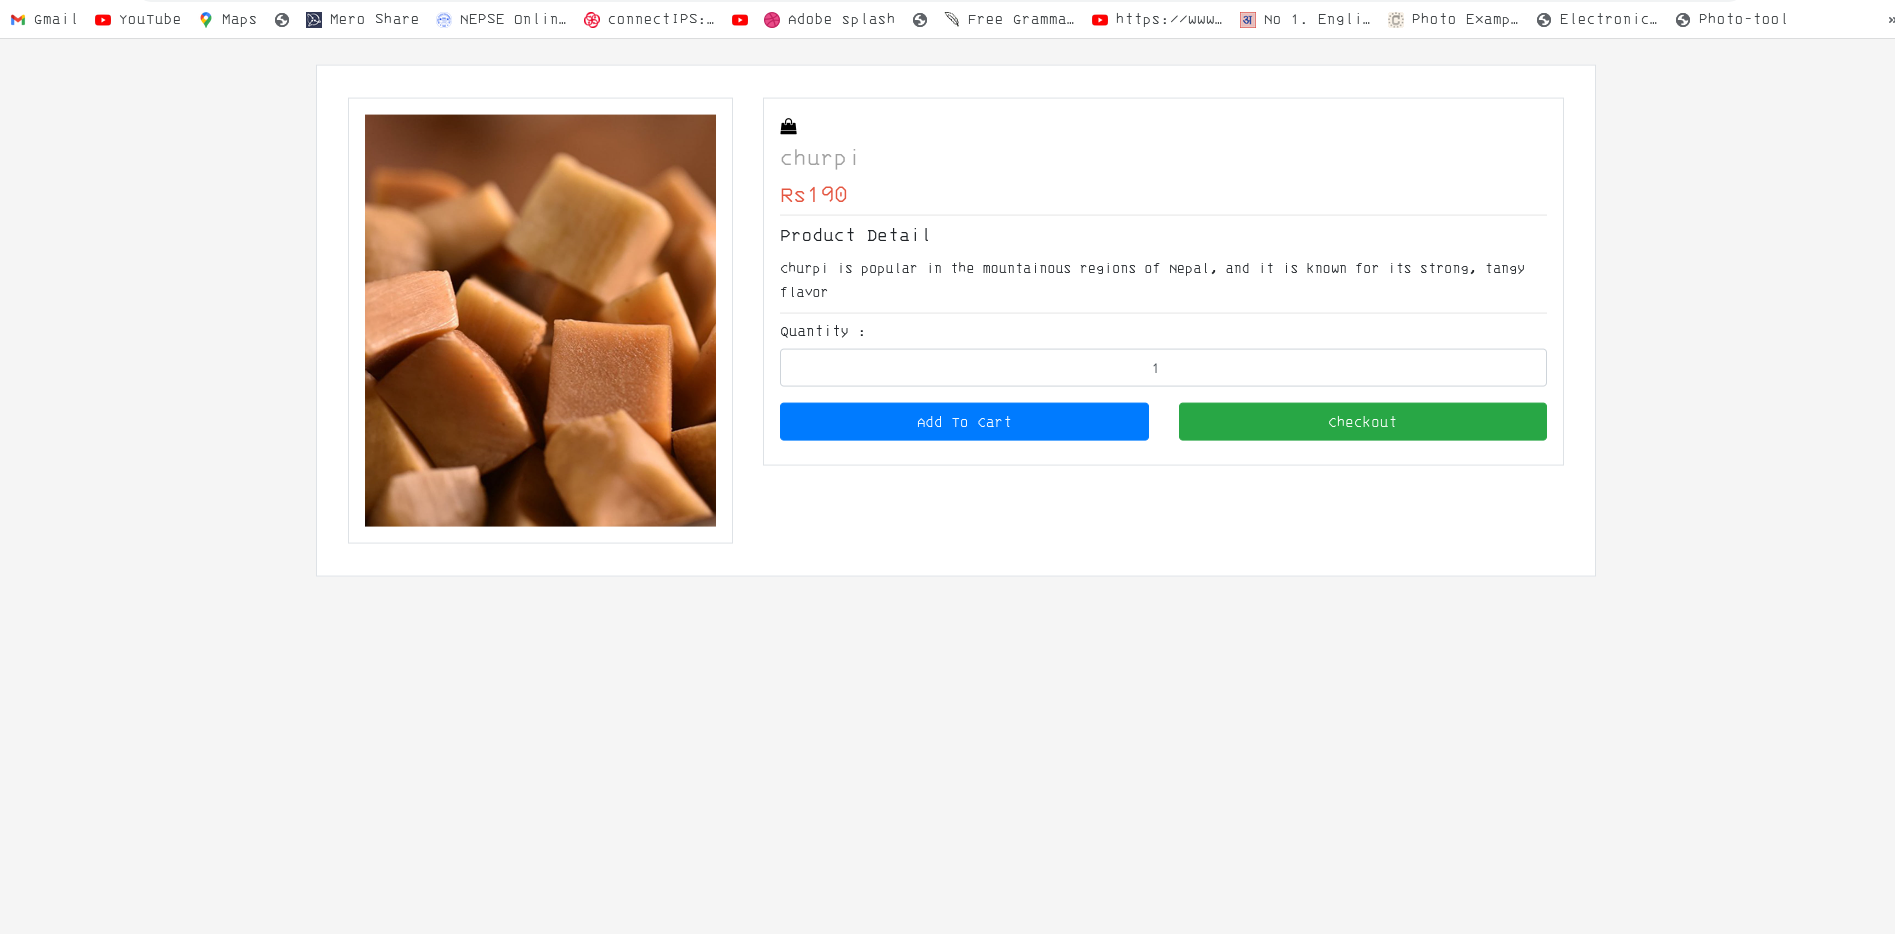 Gmail YouTube Maps Mero Share NEPSE Onlin… connectIPS:… Adobe splash Free Gramma… https://www… No 1. Engli… Photo Examp… Electronic… Photo-tool »
churpi
Rs190
Product Detail
churpi is popular in the mountainous regions of Nepal, and it is known for its strong, tangy
flavor
Quantity :
1
Add To Cart Checkout